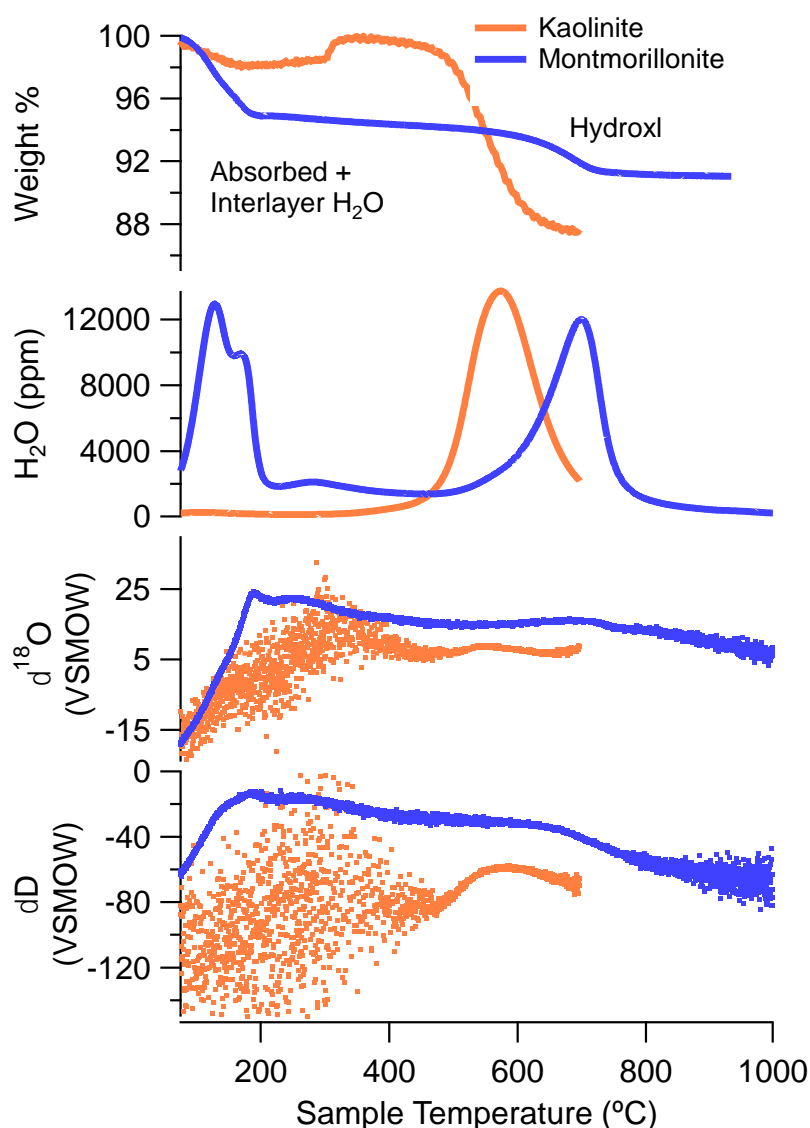 Kaolinite
Montmorillonite
100
96
92
88
Weight %
Hydroxl
Absorbed +
Interlayer H₂O
12000
8000
4000
0
H₂O (ppm)
25
5
-15
d¹⁸O
(VSMOW)
0
-40
-80
-120
dD
(VSMOW)
200 400 600 800 1000
Sample Temperature (ºC)